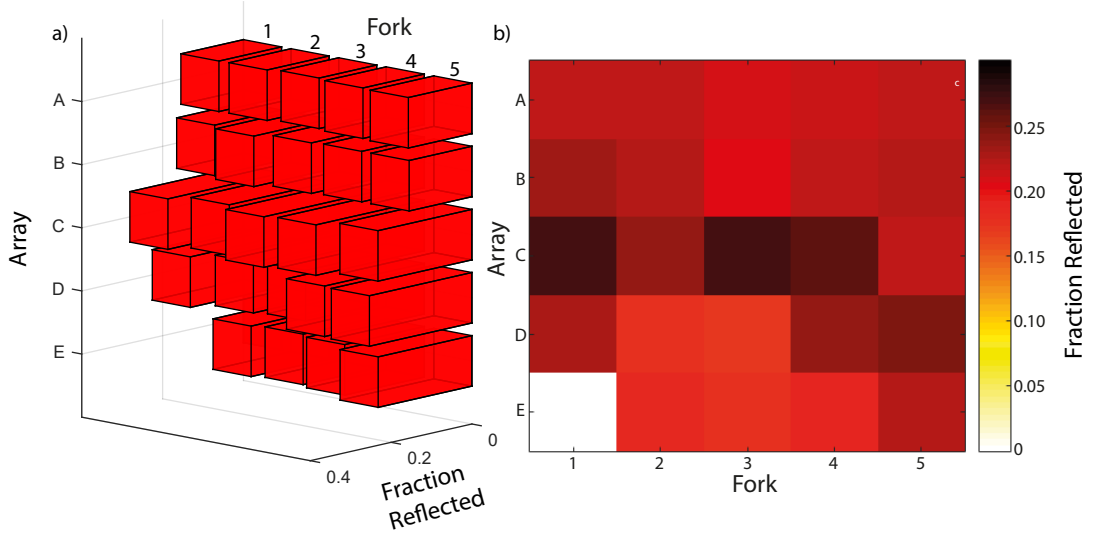 a)
Fork
1
2
3
4
5
Array
A
B
C
D
E
0
0.2
0.4
Fraction
Reflected
b)
c
Array
A
B
C
D
E
1
2
3
4
5
Fork
0.25
0.20
0.15
0.10
0.05
0
Fraction Reflected